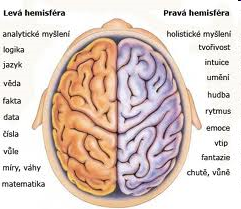 Levá hemisféra
analytické myšlení
logika
jazyk
věda
fakta
data
čísla
vůle
míry, váhy
matematika
Pravá hemisféra
holistické myšlení
tvořivost
intuice
umění
hudba
rytmus
emoce
vtip
fantazie
chutě, vůně